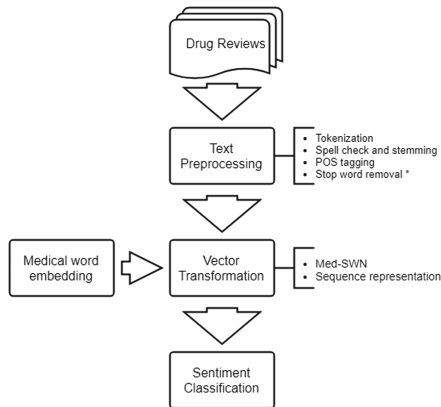 Drug Reviews
Text
Preprocessing
• Tokenization
• Spell check and stemming
• POS tagging
• Stop word removal *
Medical word
embedding
Vector
Transformation
• Med-SWN
• Sequence representation
Sentiment
Classification